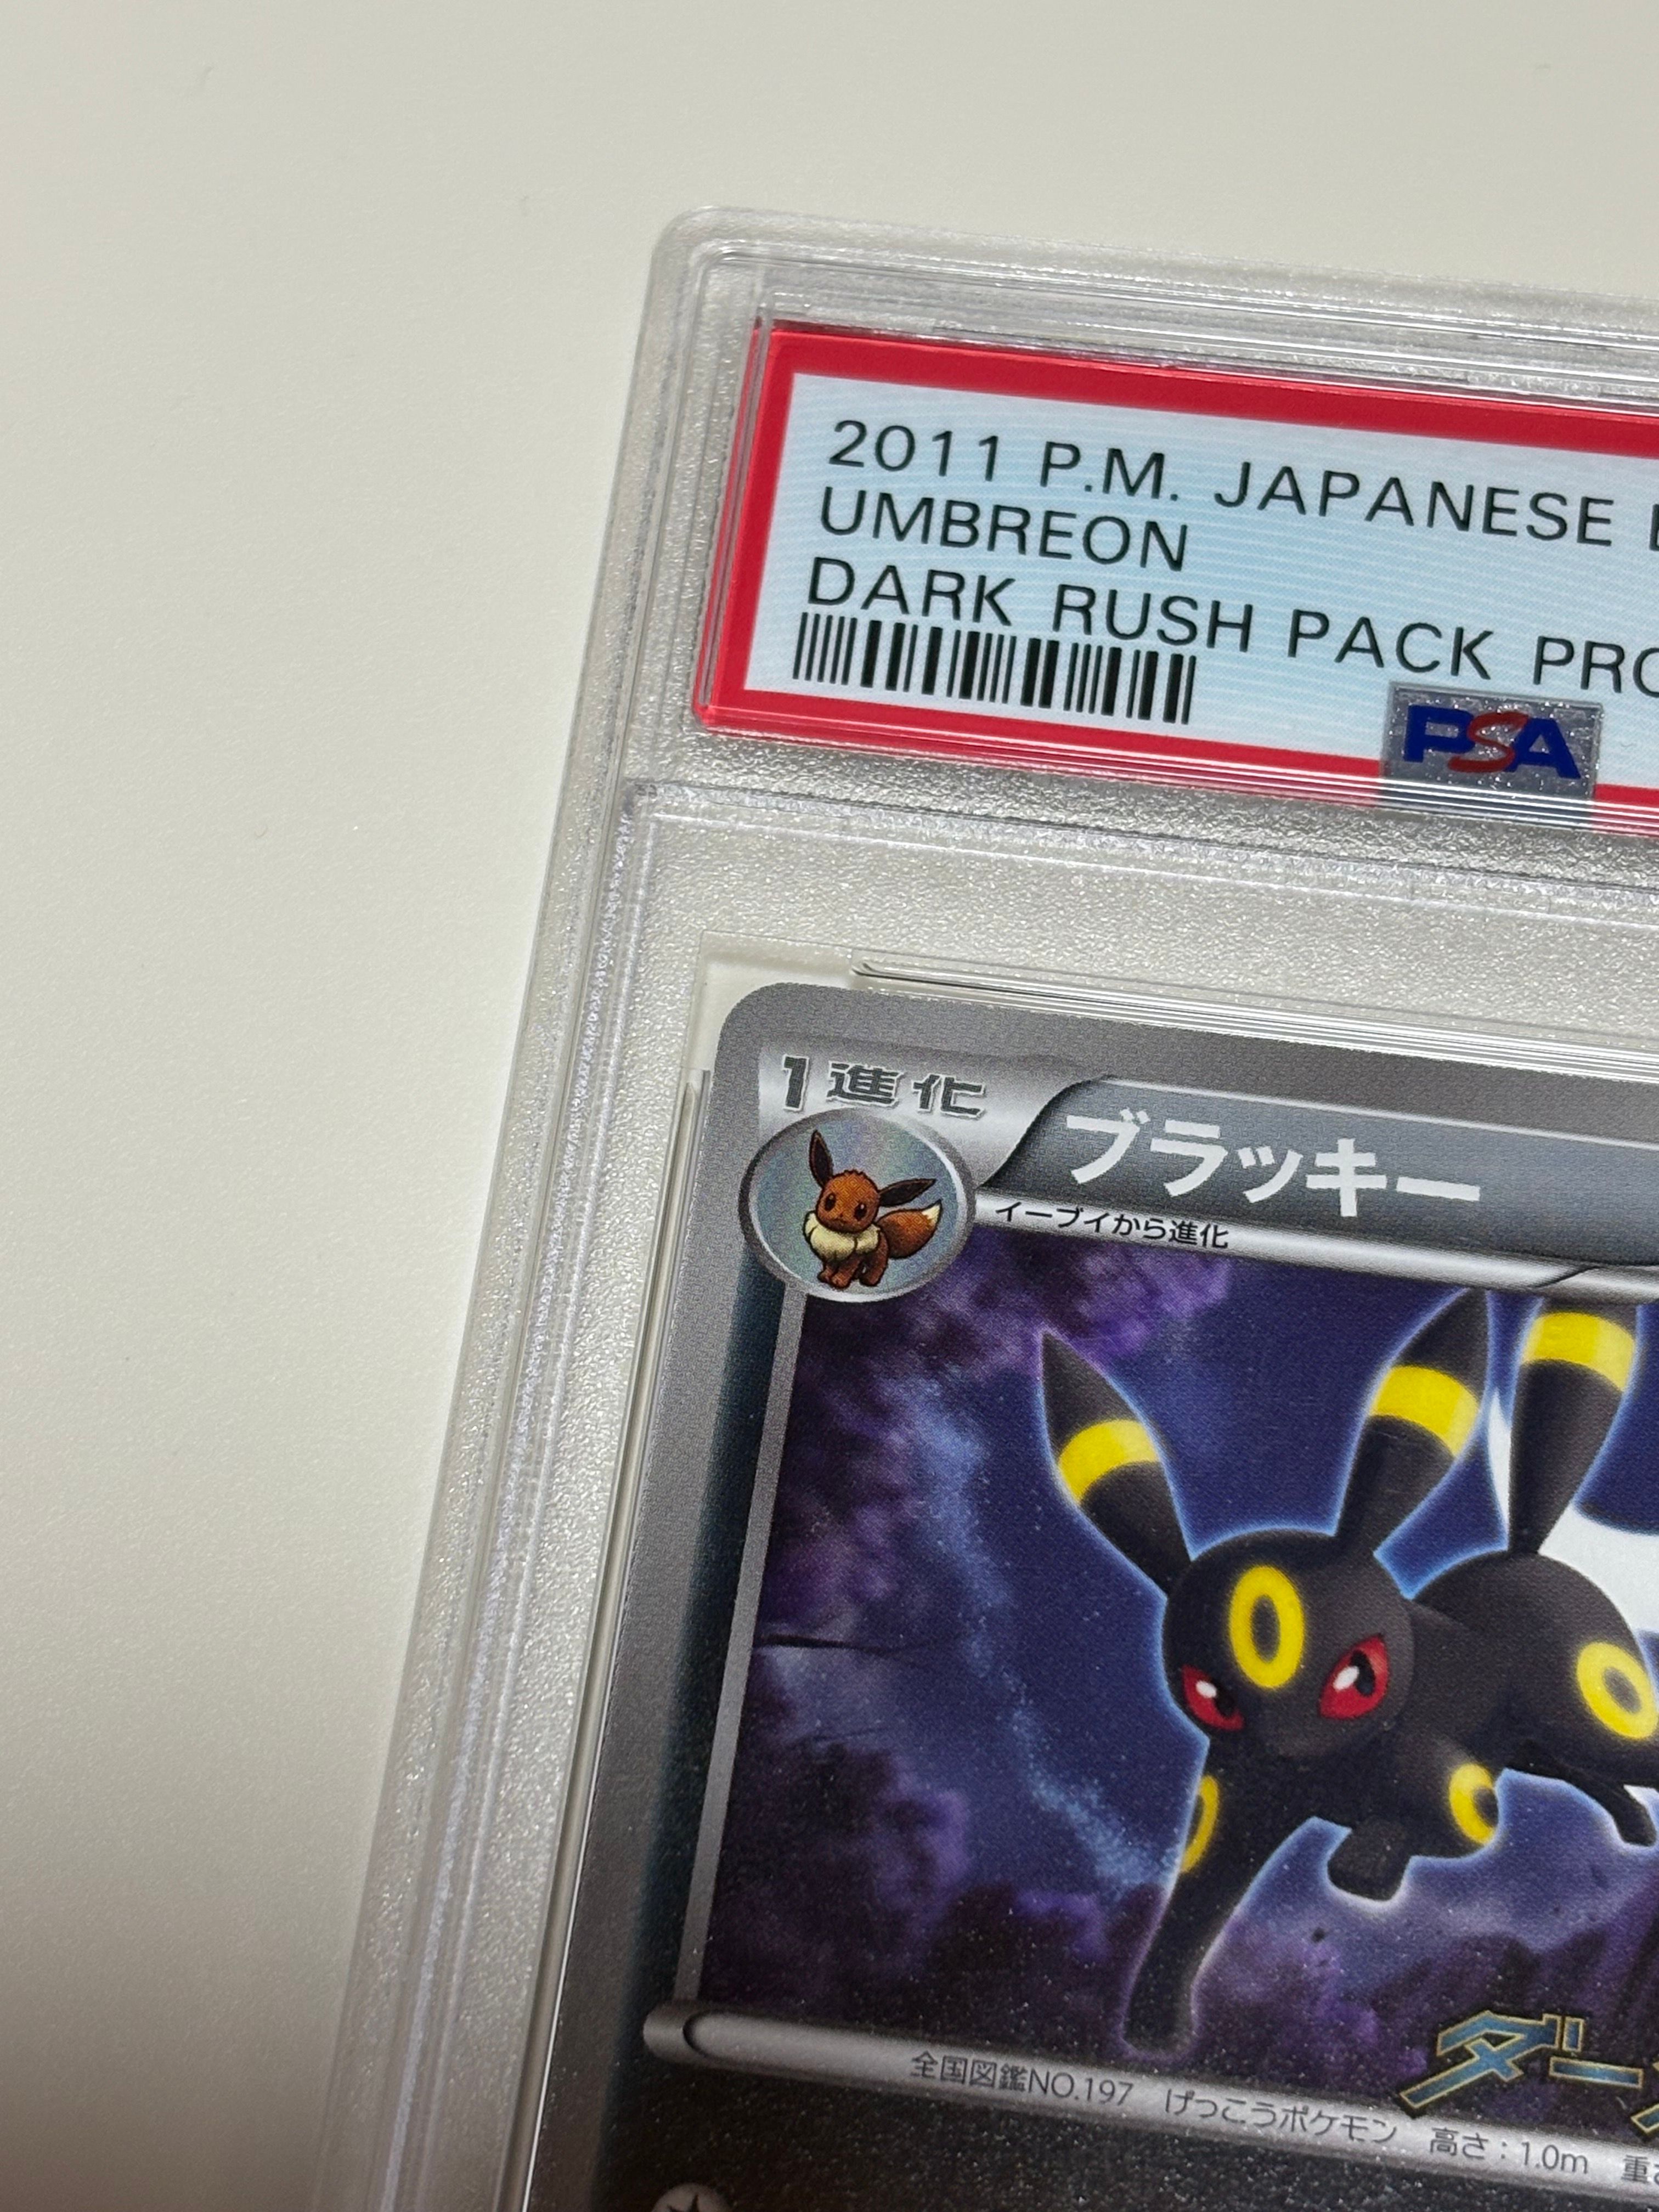 2011 P.M. JAPANESE
UMBREON
DARK RUSH PACK
PSA
1進化
ブラッキー
イーブイから進化
全国図鑑NO.197 げっこうポケモン 高さ：1.0m